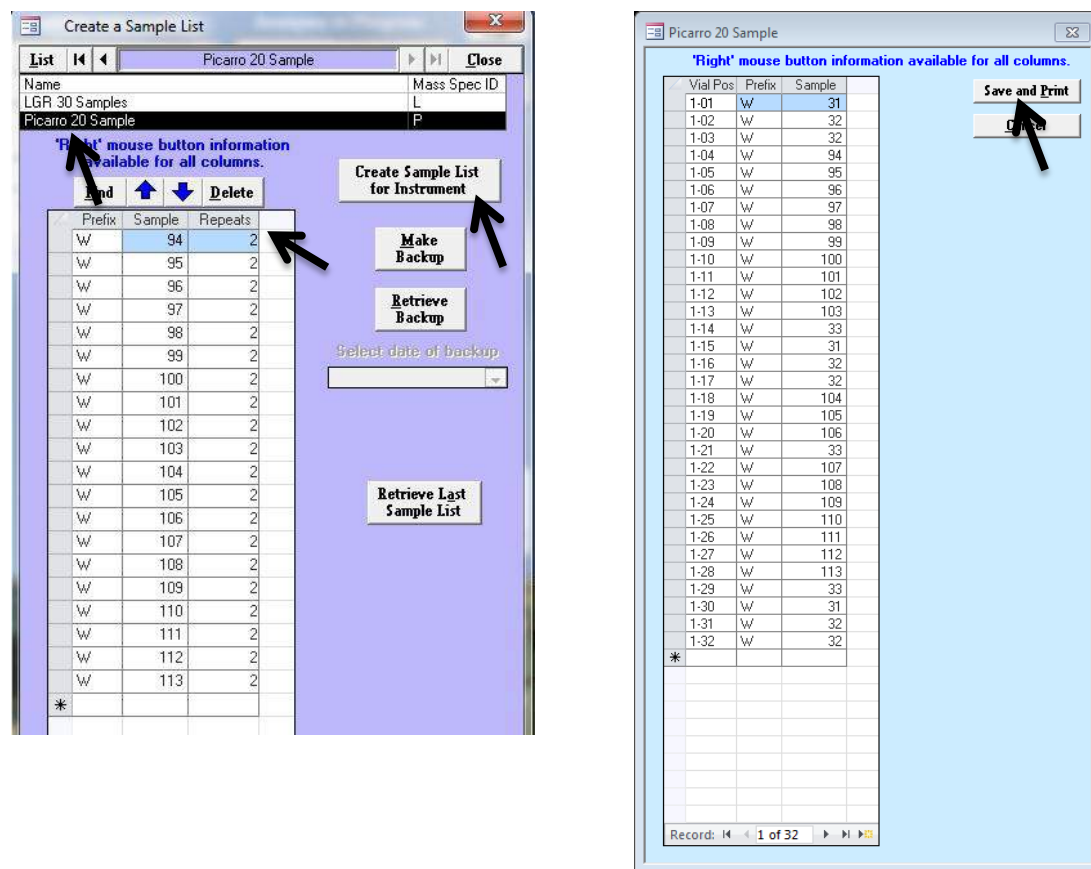 Create a Sample List
List Picarro 20 Sample Close
Name Mass Spec ID
LGR 30 Samples L
Picarro 20 Sample P
mouse button information
available for all columns.
Delete
Create Sample List
for Instrument
Prefix Sample Repeats
W 94 2
W 95 2
W 96 2
W 97 2
W 98 2
W 99 2
W 100 2
W 101 2
W 102 2
W 103 2
W 104 2
W 105 2
W 106 2
W 107 2
W 108 2
W 109 2
W 110 2
W 111 2
W 112 2
W 113 2
*
Make
Backup
Retrieve
Backup
Select date of backup
Retrieve Last
Sample List
Picarro 20 Sample
'Right' mouse button information available for all columns.
Vial Pos Prefix Sample
1-01 W 31
1-02 W 32
1-03 W 32
1-04 W 94
1-05 W 95
1-06 W 96
1-07 W 97
1-08 W 98
1-09 W 99
1-10 W 100
1-11 W 101
1-12 W 102
1-13 W 103
1-14 W 33
1-15 W 31
1-16 W 32
1-17 W 32
1-18 W 104
1-19 W 105
1-20 W 106
1-21 W 33
1-22 W 107
1-23 W 108
1-24 W 109
1-25 W 110
1-26 W 111
1-27 W 112
1-28 W 113
1-29 W 33
1-30 W 31
1-31 W 32
1-32 W 32
*
Save and Print
Record: 1 of 32